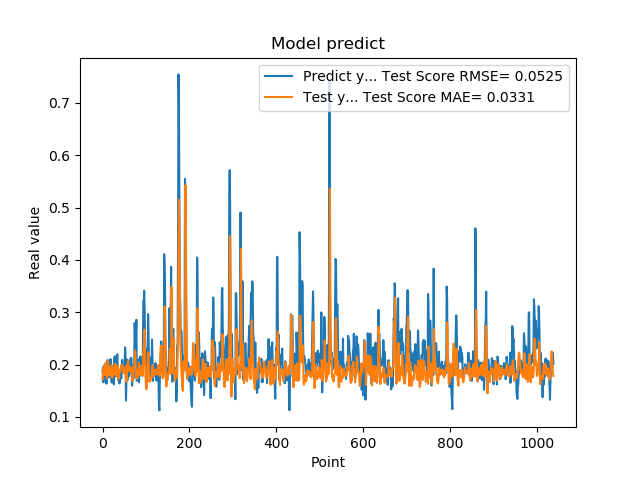 Model predict
Predict y... Test Score RMSE= 0.0525
Test y... Test Score MAE= 0.0331
0.7
0.6
0.5
0.4
0.3
0.2
0.1
Real value
0 200 400 600 800 1000
Point